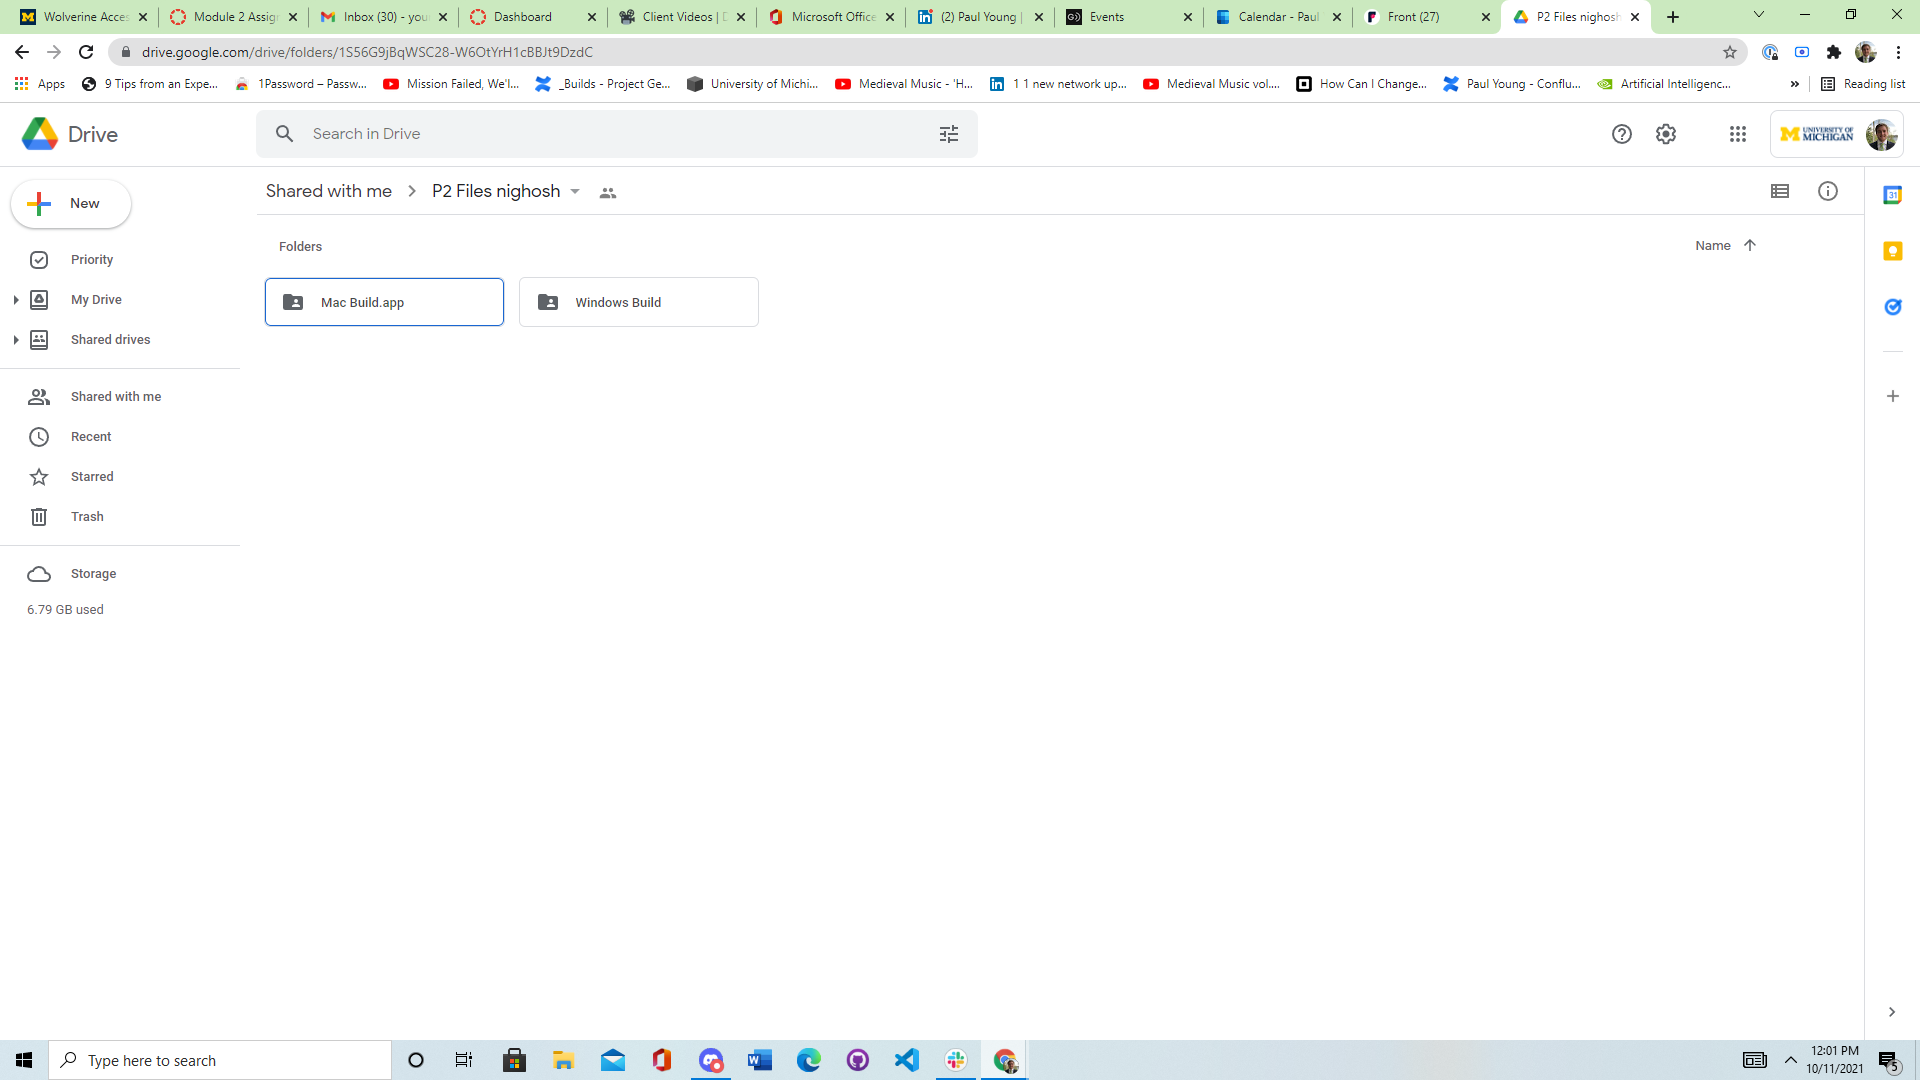 Wolverine Acces
Module 2 Assig
Inbox (30) - you
Dashboard
Client Videos | D
Microsoft Office
(2) Paul Young |
Events
Calendar - Paul
Front (27)
P2 Files nighosh
drive.google.com/drive/folders/1S56G9jBqWSC28-W6OtYrH1cBBJt9DzdC
Apps
9 Tips from an Expe...
1Password – Passw...
Mission Failed, We'l...
_Builds - Project Ge...
University of Michi...
Medieval Music - 'H...
1 1 new network up...
Medieval Music vol....
How Can I Change...
Paul Young - Conflu...
Artificial Intelligenc...
»
Reading list
Drive
Search in Drive
M UNIVERSITY OF MICHIGAN
New
Shared with me > P2 Files nighosh
Priority
My Drive
Shared drives
Shared with me
Recent
Starred
Trash
Storage
6.79 GB used
Folders
Name
Mac Build.app
Windows Build
31
Type here to search
12:01 PM
10/11/2021
5